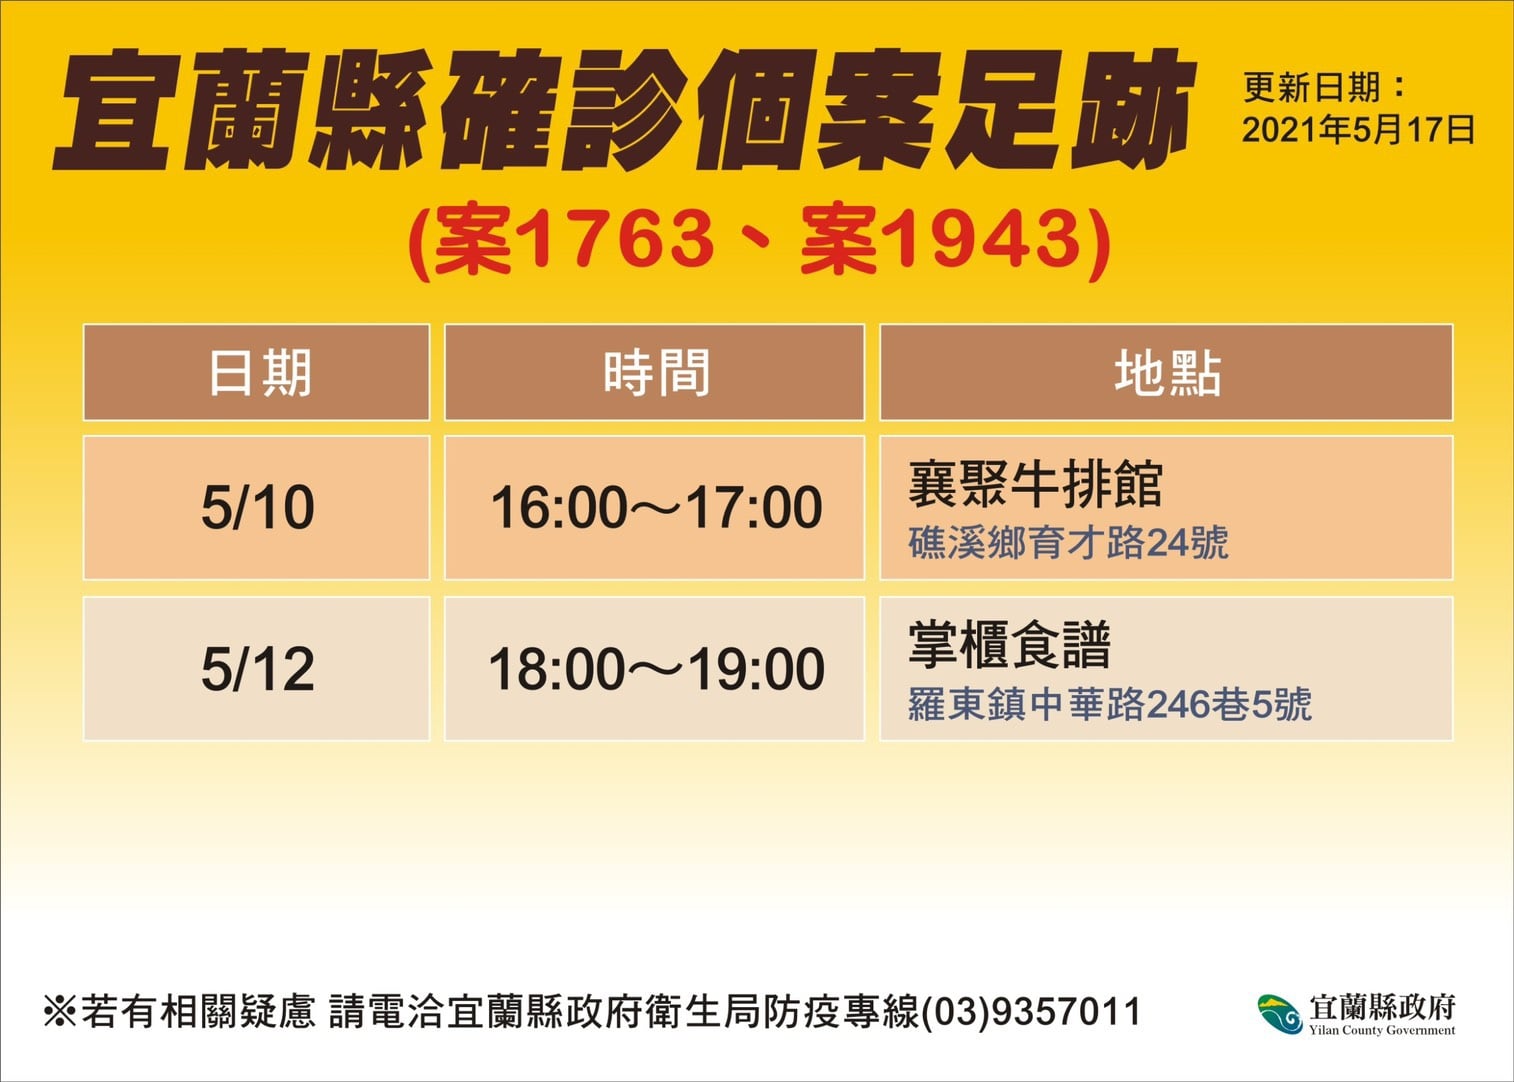 宜蘭縣確診個案足跡
更新日期：
2021年5月17日
(案1763、案1943)
日期 時間 地點
5/10 16:00～17:00 襄聚牛排館
礁溪鄉育才路24號
5/12 18:00～19:00 掌櫃食譜
羅東鎮中華路246巷5號
※若有相關疑慮 請電洽宜蘭縣政府衛生局防疫專線(03)9357011
宜蘭縣政府
Yilan County Government